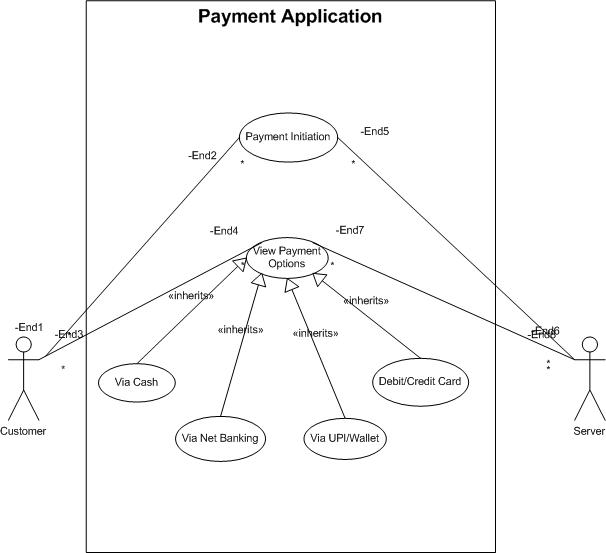 Payment Application
Payment Initiation
-End5
-End2
*
*
-End4
-End7
View Payment
Options
*
*
«inherits»
«inherits»
«inherits»
«inherits»
-End1
-End3
*
-End6
-End8
*
*
*
Via Cash
Debit/Credit Card
Customer
Via Net Banking
Via UPI/Wallet
Server